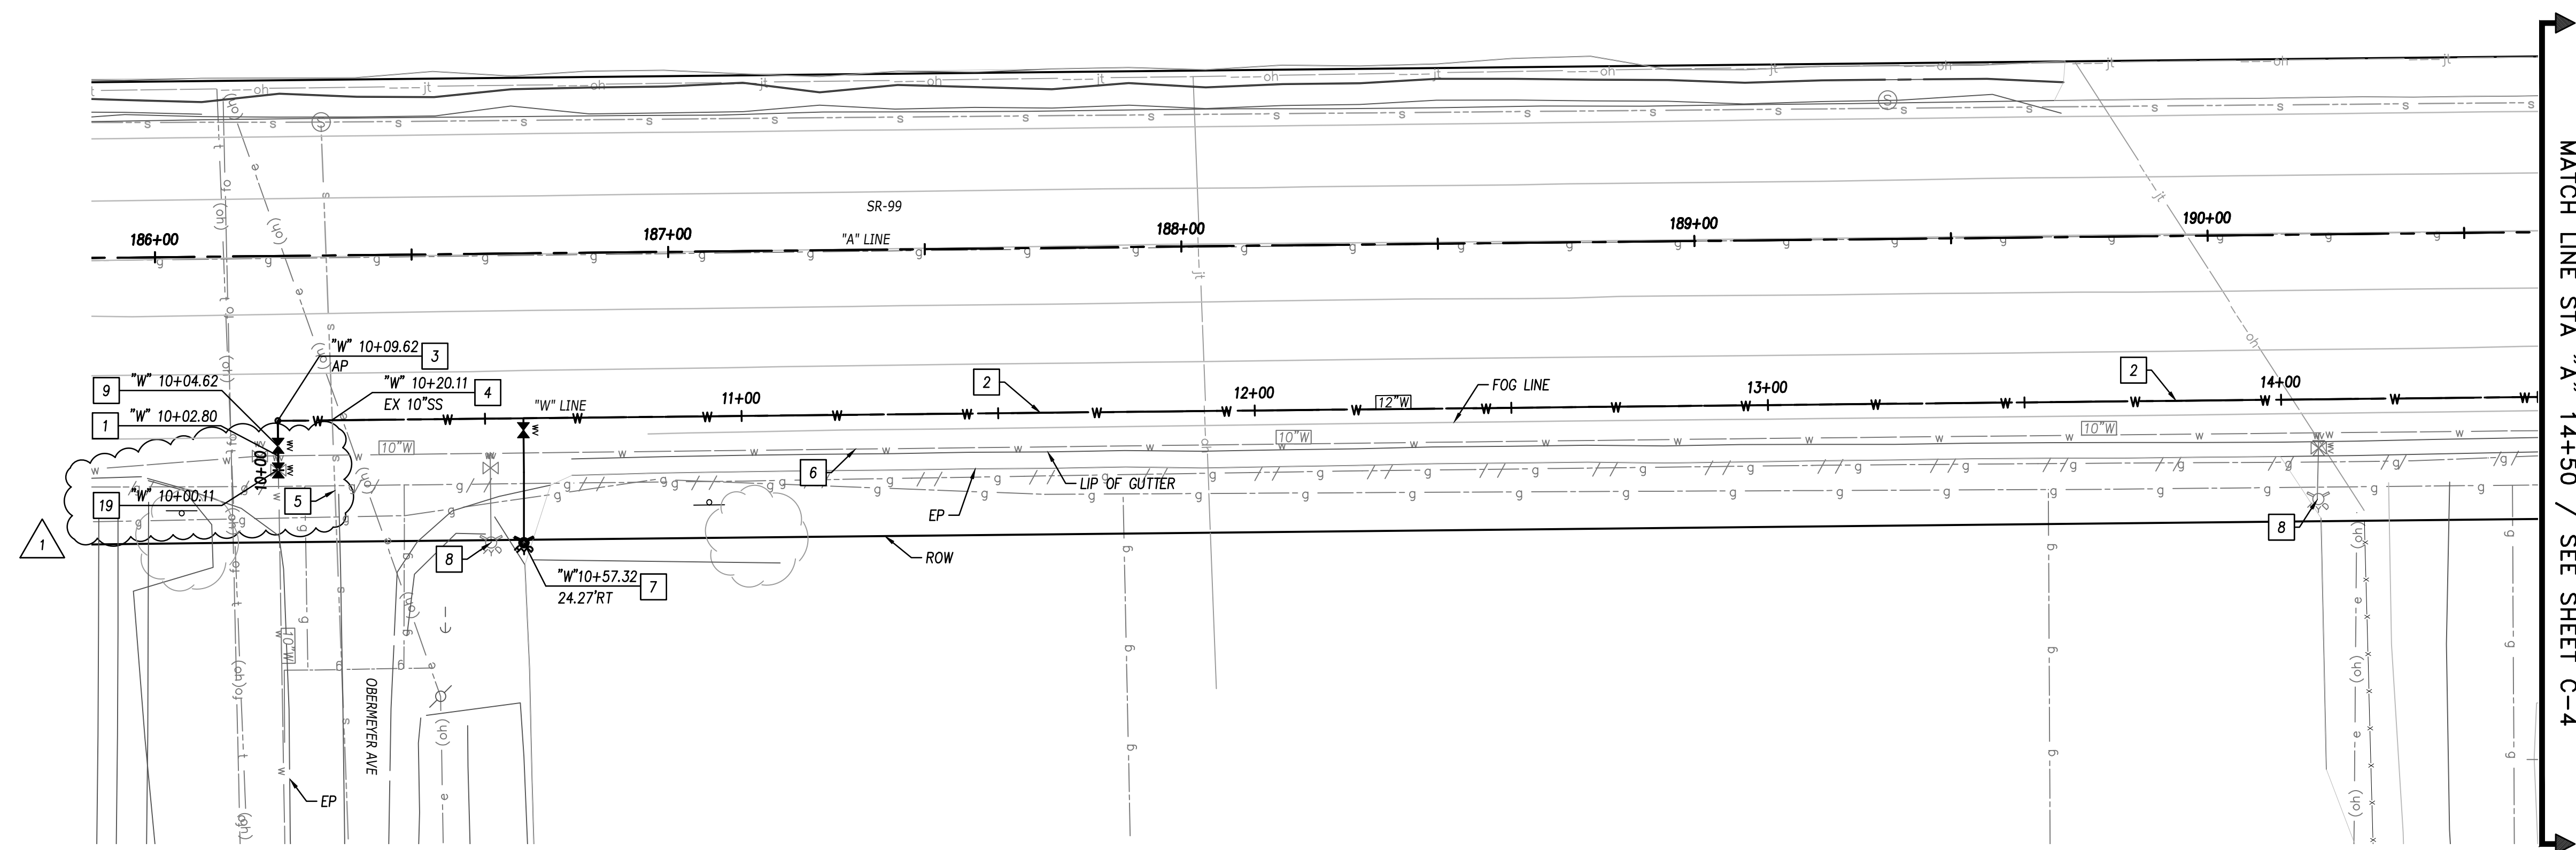 SR-99
186+00
187+00
188+00
189+00
190+00
"A" LINE
"W" 10+09.62
3
AP
9
"W" 10+04.62
"W" 10+20.11
4
EX 10"SS
1
"W" 10+02.80
"W" LINE
11+00
2
12+00
12"W
FOG LINE
13+00
2
14+00
10"W
10"W
10"W
10+00
19
"W" 10+00.11
5
6
LIP OF GUTTER
EP
8
1
8
ROW
"W"10+57.32
7
24.27'RT
10"W
OBERMEYER AVE
EP
MATCH LINE STA "A" 14+50 / SEE SHEET C-4